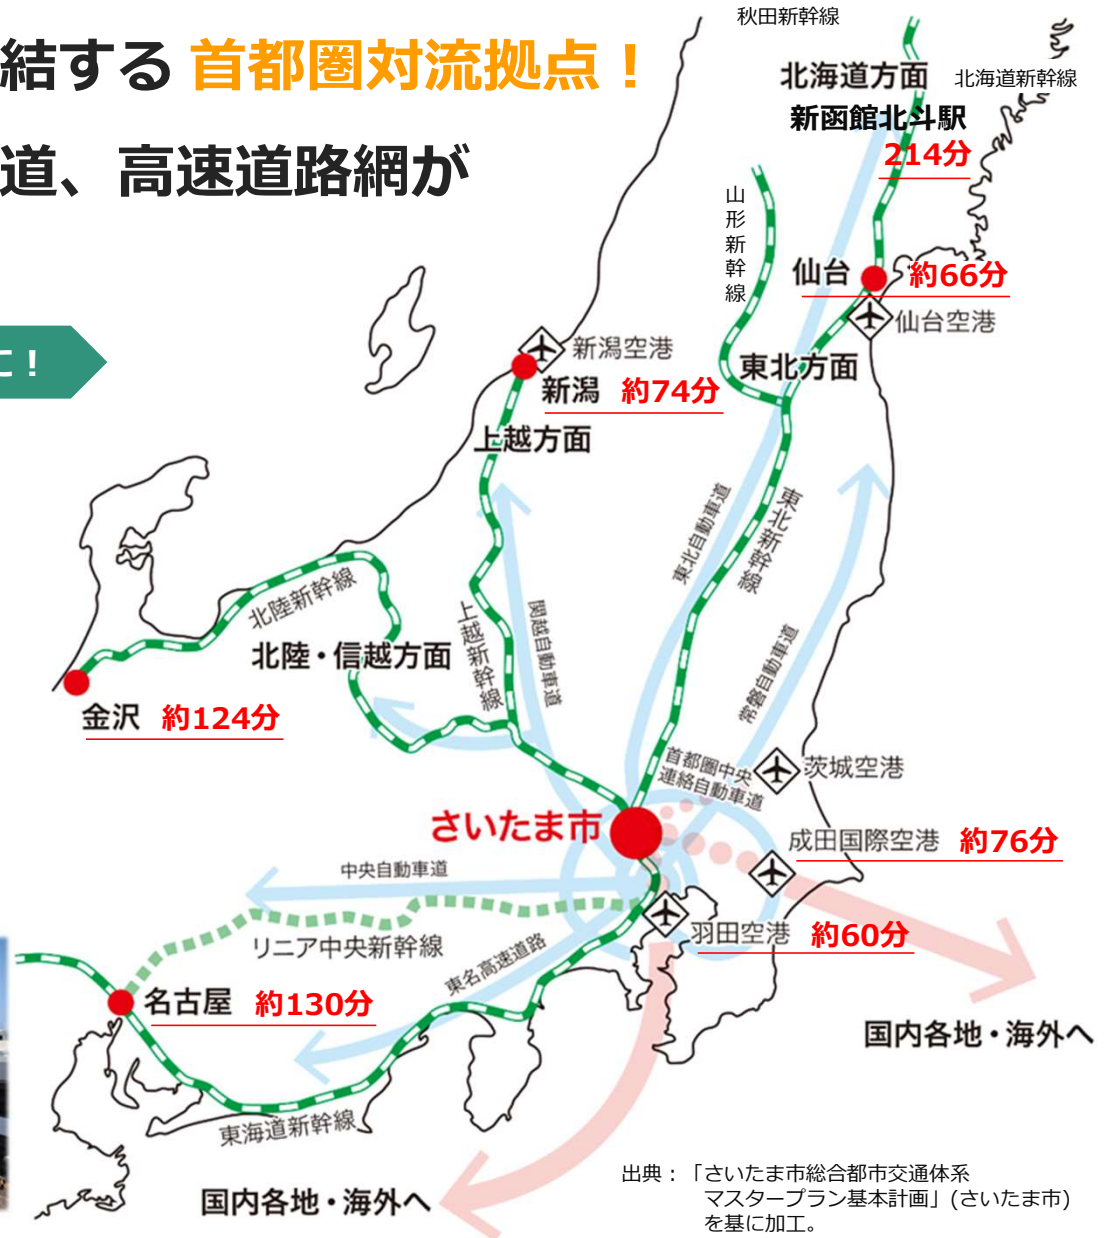 秋田新幹線
結する 首都圏対流拠点！
北海道方面
北海道新幹線
新函館北斗駅
214分
道、高速道路網が
山形新幹線
仙台 約66分
仙台空港
に！
新潟空港
新潟 約74分
東北方面
上越方面
東北自動車道
東北新幹線
北陸新幹線
上越新幹線
関越自動車道
常磐自動車道
北陸・信越方面
金沢 約124分
首都圏中央
連絡自動車道
茨城空港
さいたま市
成田国際空港 約76分
中央自動車道
羽田空港 約60分
リニア中央新幹線
東名高速道路
名古屋 約130分
国内各地・海外へ
東海道新幹線
国内各地・海外へ
出典：「さいたま市総合都市交通体系
マスタープラン基本計画」(さいたま市)
を基に加工。